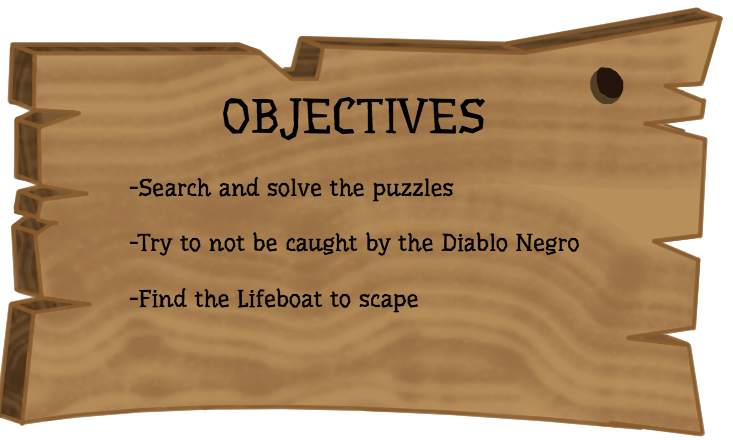 OBJECTIVES
-Search and solve the puzzles
-Try to not be caught by the Diablo Negro
-Find the Lifeboat to scape